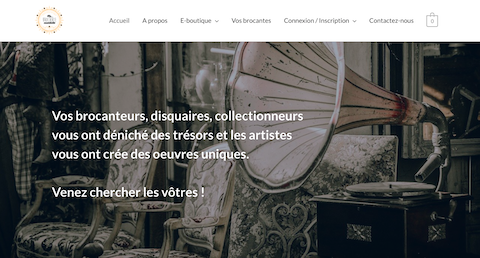 Accueil A propos E-boutique Vos brocantes Connexion / Inscription Contactez-nous 0
Vos brocanteurs, disquaires, collectionneurs
vous ont déniché des trésors et les artistes
vous ont crée des oeuvres uniques.
Venez chercher les vôtres !